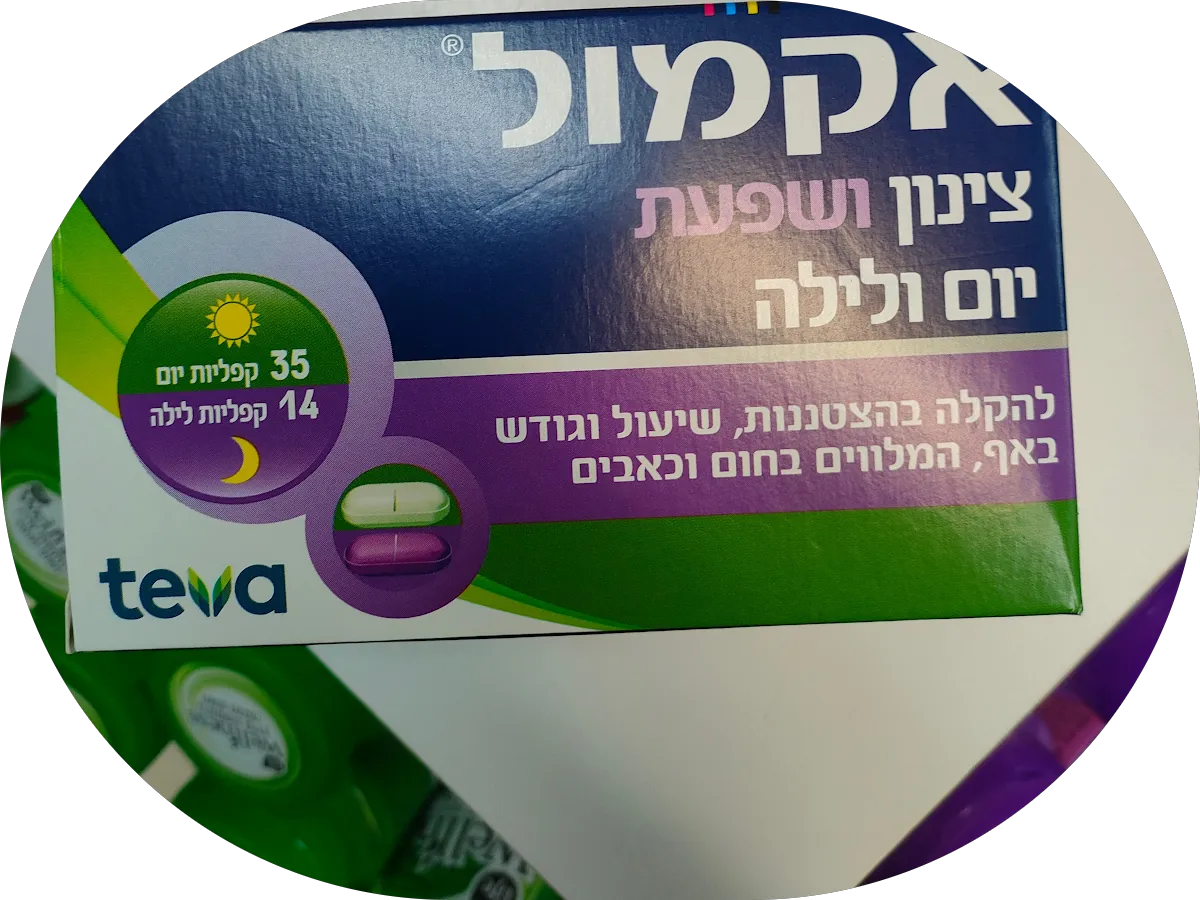 אקמול®
צינון ושפעת
יום ולילה
35 קפליות יום
14 קפליות לילה
להקלה בהצטננות, שיעול וגודש
באף, המלווים בחום וכאבים
teva